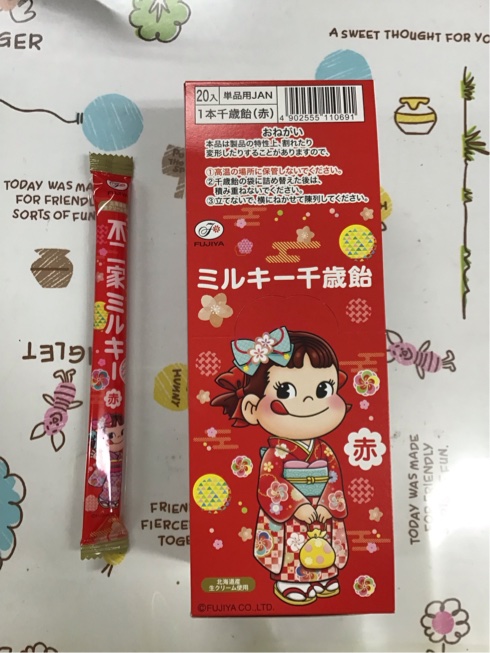 GER
A SWEET THOUGHT FOR YO
20入
単品用JAN
1本千歳飴(赤)
4 902555 110691
おねがい
本品は製品の特性上、割れたり
変形したりすることがありますので、
①高温の場所に保管しないでください。
②千歳飴の袋に詰め替えた後は、
積み重ねないでください。
③立てないで、横にねかせて陳列してください。
FUJIYA
ミルキー千歳飴
赤
北海道産
生クリーム使用
©FUJIYA CO.,LTD.
不二家ミルキー
赤
TODAY WAS MA
FOR FRIENDLY
SORTS OF FUN
IGLET
HUNNY
FRIEN
FIERCE
TOGE
TODAY WAS MADE
FOR FRIENDLY